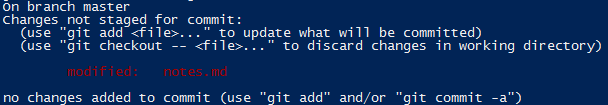 On branch master
Changes not staged for commit:
  (use "git add <file>..." to update what will be committed)
  (use "git checkout -- <file>..." to discard changes in working directory)
        modified:   notes.md
no changes added to commit (use "git add" and/or "git commit -a")